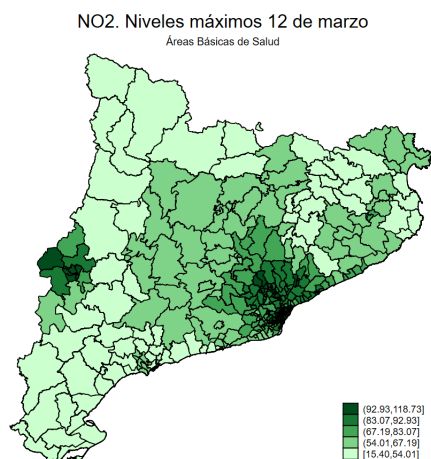 NO2. Niveles máximos 12 de marzo
Áreas Básicas de Salud
(92.93,118.73]
(83.07,92.93]
(67.19,83.07]
(54.01,67.19]
[15.40,54.01]